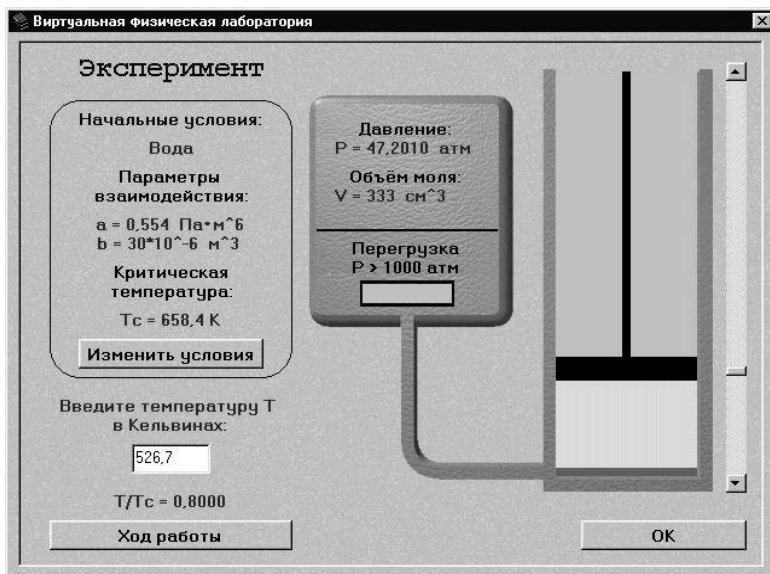 Виртуальная физическая лаборатория
Эксперимент
Начальные условия:
Вода
Параметры
взаимодействия:
a = 0,554 Па*м^6
b = 30*10^-6 м^3
Критическая
температура:
Tc = 658,4 K
Изменить условия
Введите температуру T
в Кельвинах:
526,7
T/Tc = 0,8000
Ход работы
Давление:
P = 47,2010 атм
Объём моля:
V = 333 см^3
Перегрузка
P > 1000 атм
OK